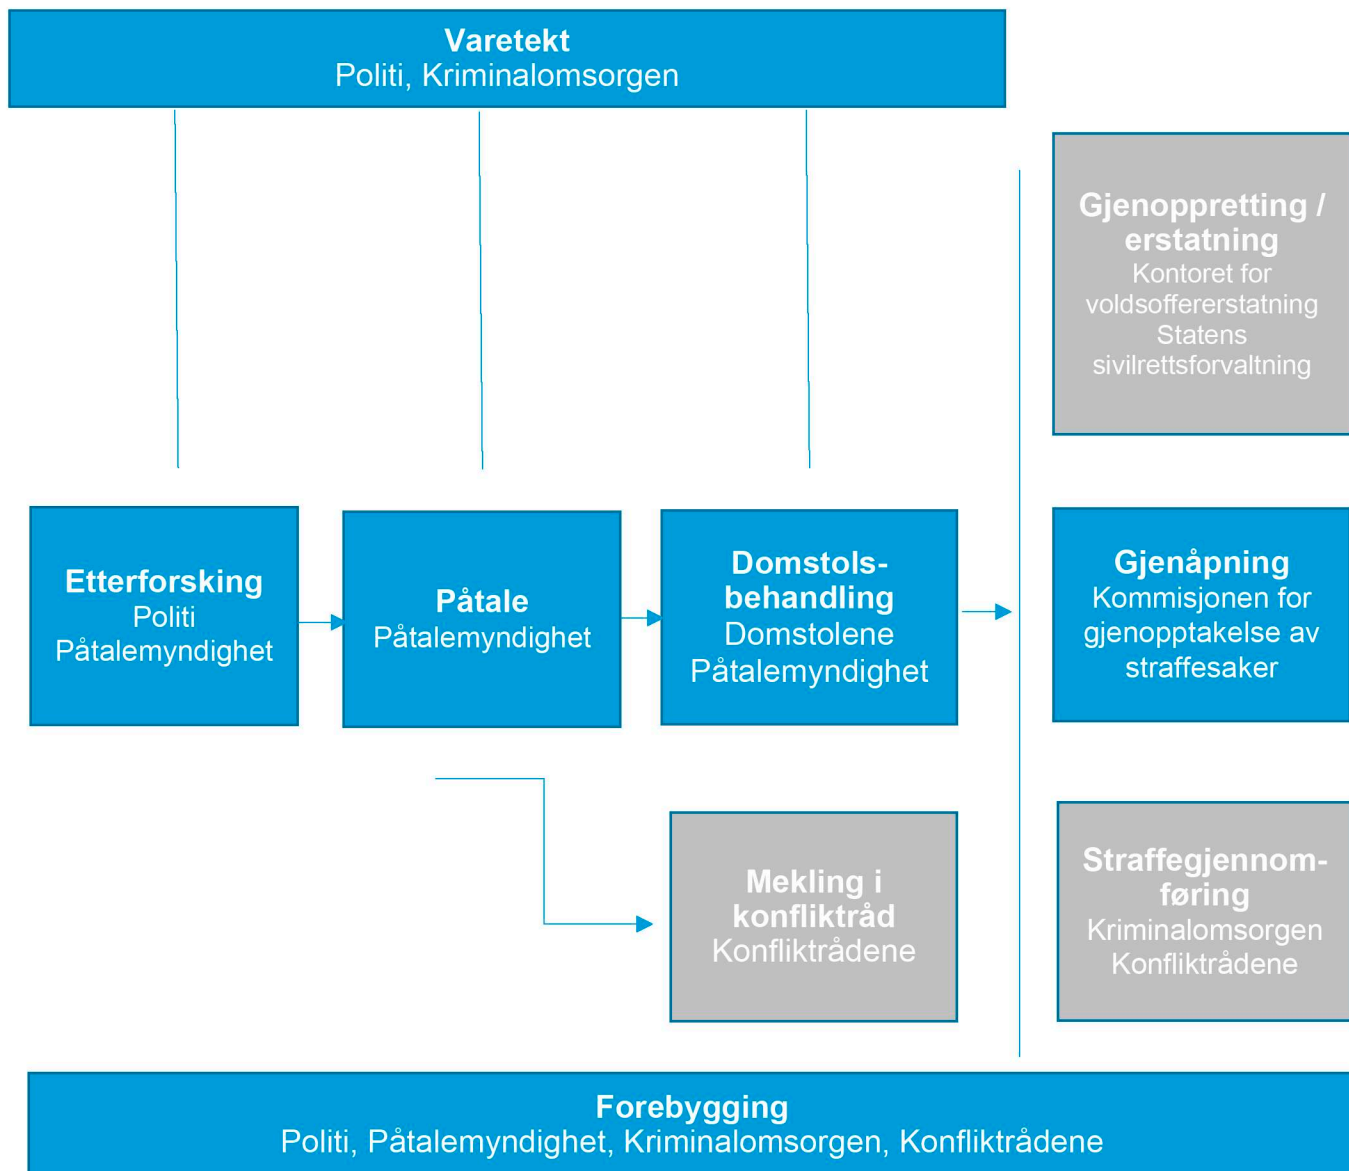 Varetekt
Politi, Kriminalomsorgen
Gjenoppretting /
erstatning
Kontoret for
voldsoffererstatning
Statens
sivilrettsforvaltning
Etterforsking
Politi
Påtalemyndighet
Påtale
Påtalemyndighet
Domstols-
behandling
Domstolene
Påtalemyndighet
Gjenåpning
Kommisjonen for
gjenopptakelse av
straffesaker
Mekling i
konfliktråd
Konfliktrådene
Straffegjennom-
føring
Kriminalomsorgen
Konfliktrådene
Forebygging
Politi, Påtalemyndighet, Kriminalomsorgen, Konfliktrådene